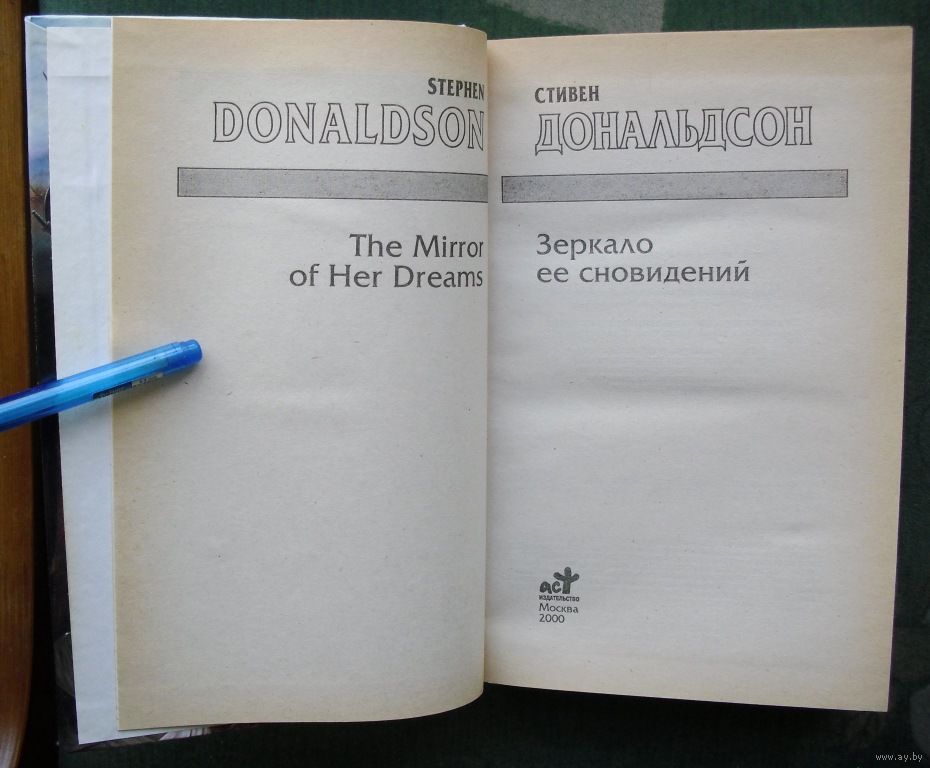 STEPHEN
DONALDSON
The Mirror
of Her Dreams
СТИВЕН
ДОНАЛЬДСОН
Зеркало
ее сновидений
аст
ИЗДАТЕЛЬСТВО
Москва
2000
www.ay.by